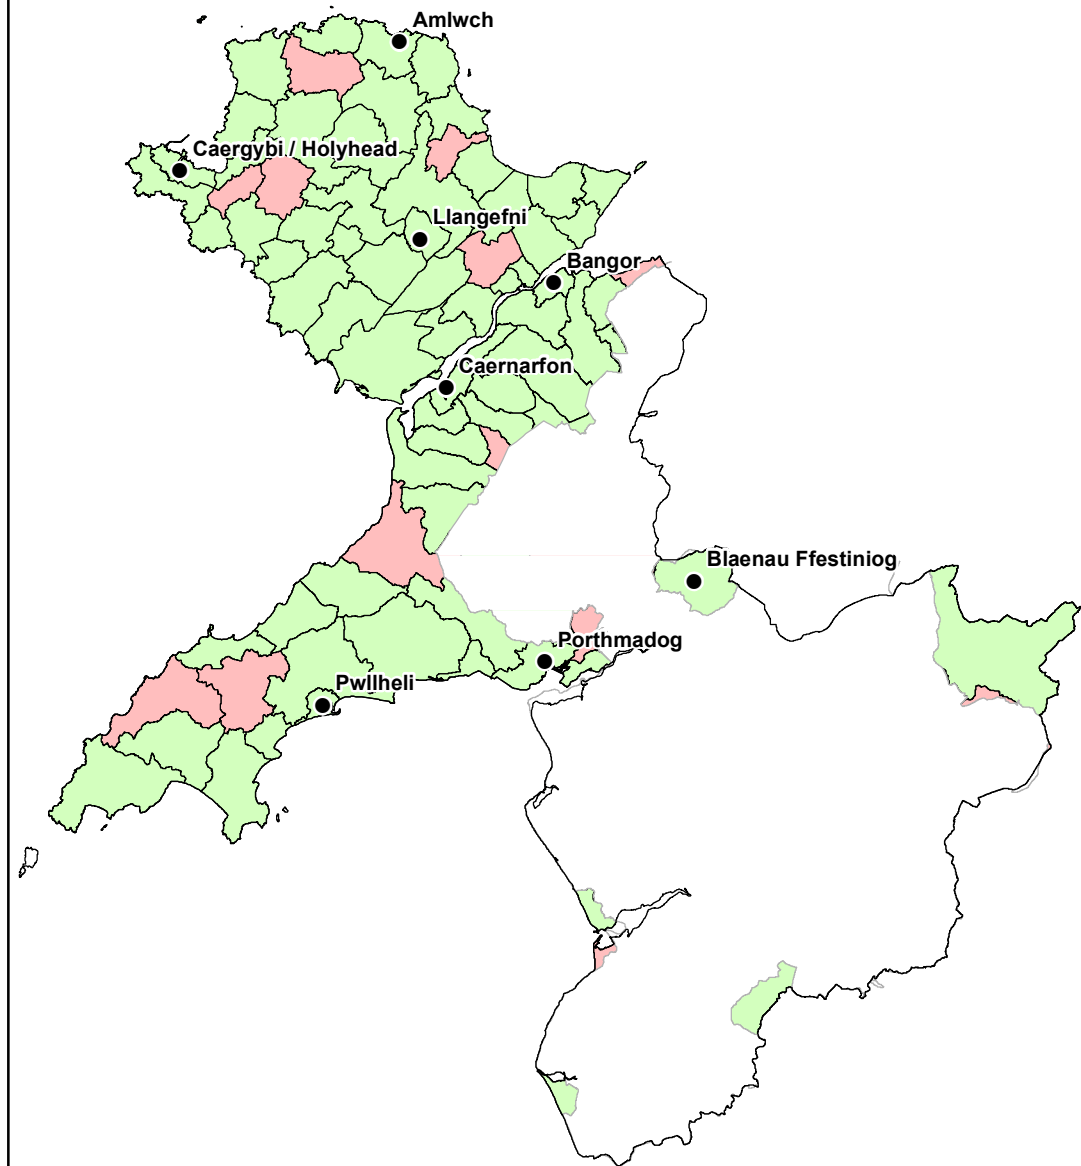 Amlwch
Caergybi / Holyhead
Llangefni
Bangor
Caernarfon
Blaenau Ffestiniog
Porthmadog
Pwllheli